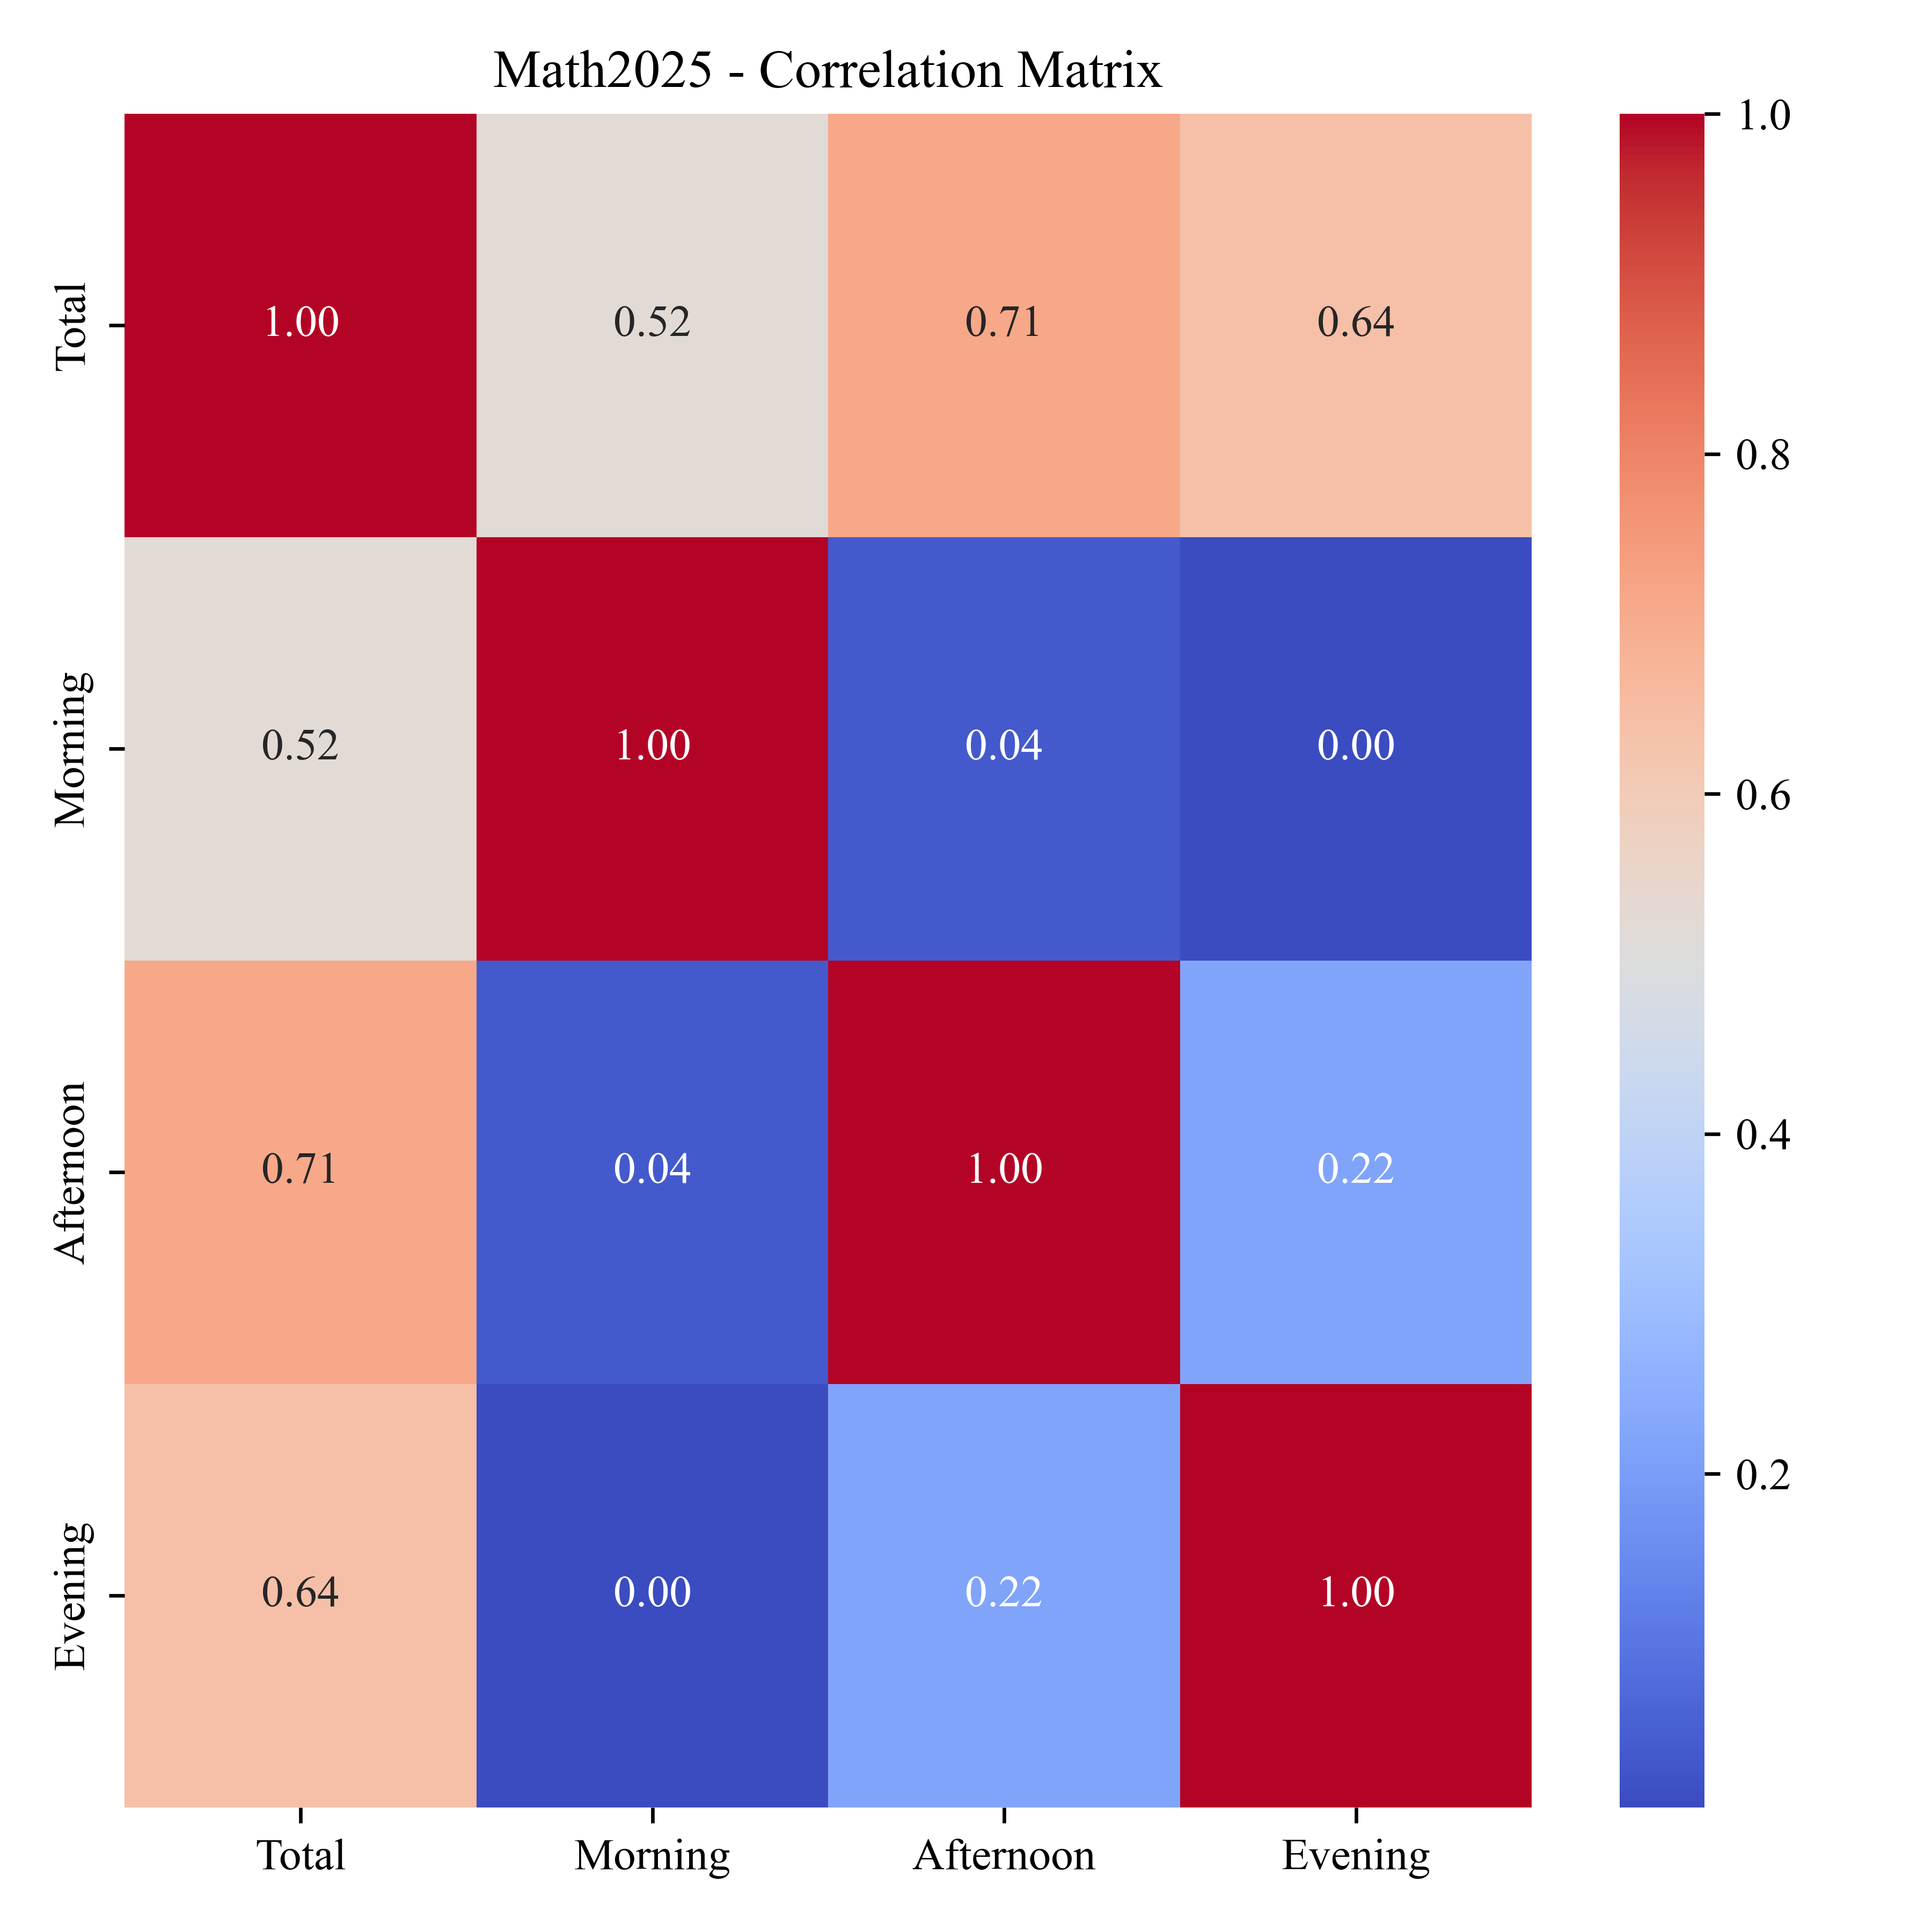 Math2025 - Correlation Matrix
Total 1.00 0.52 0.71 0.64
Morning 0.52 1.00 0.04 0.00
Afternoon 0.71 0.04 1.00 0.22
Evening 0.64 0.00 0.22 1.00
Total Morning Afternoon Evening
1.0
0.8
0.6
0.4
0.2